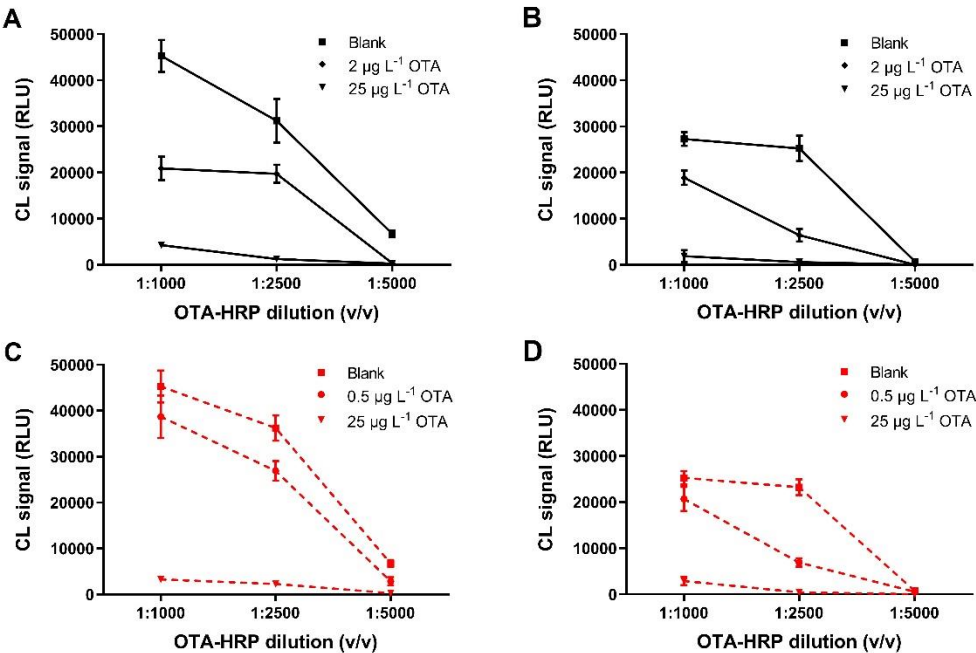 A
50000
40000
30000
20000
10000
0
CL signal (RLU)
Blank
2 µg L⁻¹ OTA
25 µg L⁻¹ OTA
1:1000 1:2500 1:5000
OTA-HRP dilution (v/v)
B
50000
40000
30000
20000
10000
0
CL signal (RLU)
Blank
2 µg L⁻¹ OTA
25 µg L⁻¹ OTA
1:1000 1:2500 1:5000
OTA-HRP dilution (v/v)
C
50000
40000
30000
20000
10000
0
CL signal (RLU)
Blank
0.5 µg L⁻¹ OTA
25 µg L⁻¹ OTA
1:1000 1:2500 1:5000
OTA-HRP dilution (v/v)
D
50000
40000
30000
20000
10000
0
CL signal (RLU)
Blank
0.5 µg L⁻¹ OTA
25 µg L⁻¹ OTA
1:1000 1:2500 1:5000
OTA-HRP dilution (v/v)